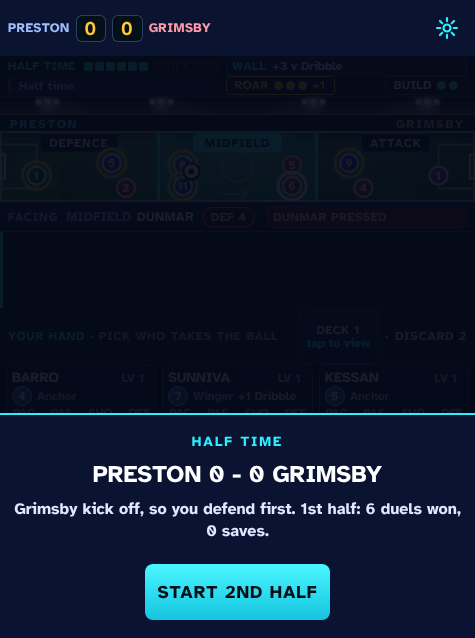 PRESTON 0 0 GRIMSBY
HALF TIME
WALL +3 v Dribble
Half time
ROAR +1
BUILD
PRESTON
GRIMSBY
DEFENCE
MIDFIELD
ATTACK
1 5 2 11 5 6 9 4 1
FACING MIDFIELD DUNMAR DEF 4 DUNMAR PRESSED
YOUR HAND - PICK WHO TAKES THE BALL
DECK 1
tap to view
- DISCARD 2
BARRO LV 1
4 Anchor
SUNNIVA LV 1
7 Winger +1 Dribble
KESSAN LV 1
5 Anchor
HALF TIME
PRESTON 0 - 0 GRIMSBY
Grimsby kick off, so you defend first. 1st half: 6 duels won,
0 saves.
START 2ND HALF